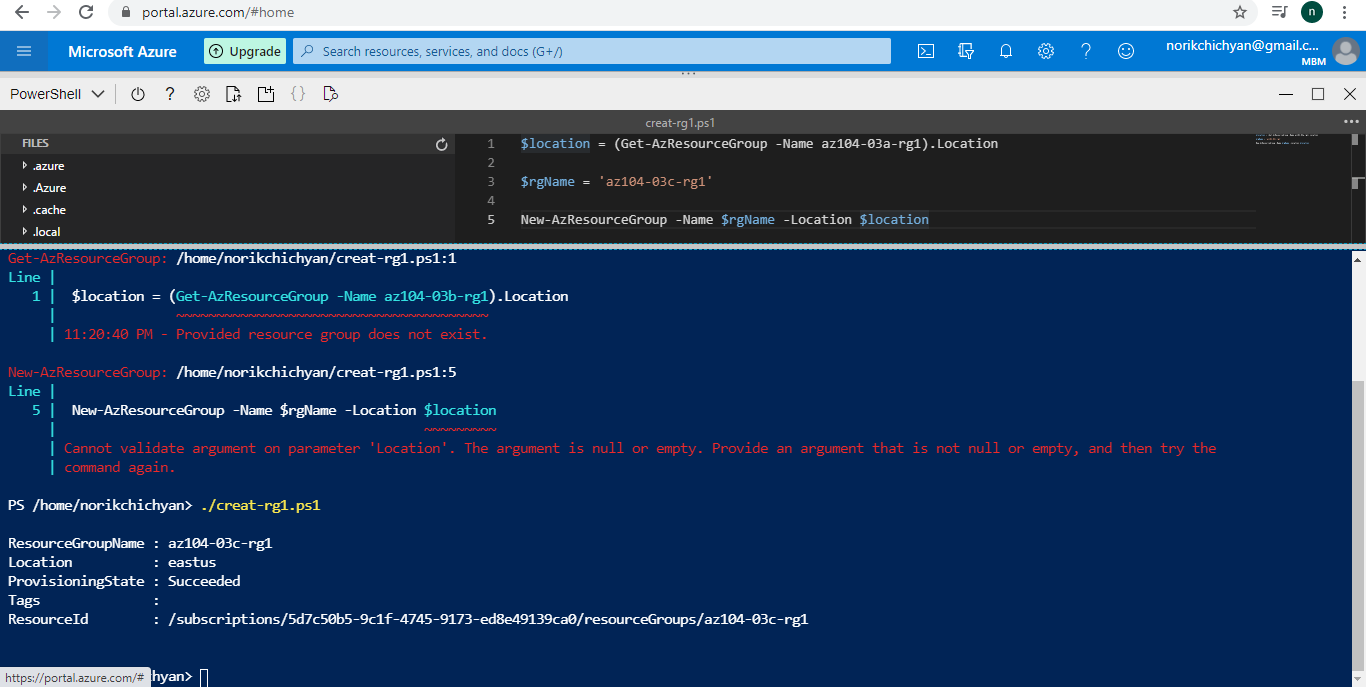 portal.azure.com/#home
n
Microsoft Azure
Upgrade
Search resources, services, and docs (G+/)
norikchichyan@gmail.c...
MBM
PowerShell
creat-rg1.ps1
FILES
.azure
.Azure
.cache
.local
1 $location = (Get-AzResourceGroup -Name az104-03a-rg1).Location
2
3 $rgName = 'az104-03c-rg1'
4
5 New-AzResourceGroup -Name $rgName -Location $location
Get-AzResourceGroup: /home/norikchichyan/creat-rg1.ps1:1
Line |
1 | $location = (Get-AzResourceGroup -Name az104-03b-rg1).Location
| ~~~~~~~~~~~~~~~~~~~~~~~~~~~~~~~~~~~~~~~
| 11:20:40 PM - Provided resource group does not exist.
New-AzResourceGroup: /home/norikchichyan/creat-rg1.ps1:5
Line |
5 | New-AzResourceGroup -Name $rgName -Location $location
| ~~~~~~~~~
| Cannot validate argument on parameter 'Location'. The argument is null or empty. Provide an argument that is not null or empty, and then try the
| command again.
PS /home/norikchichyan> ./creat-rg1.ps1
ResourceGroupName : az104-03c-rg1
Location : eastus
ProvisioningState : Succeeded
Tags :
ResourceId : /subscriptions/5d7c50b5-9c1f-4745-9173-ed8e49139ca0/resourceGroups/az104-03c-rg1
https://portal.azure.com/# hyan>